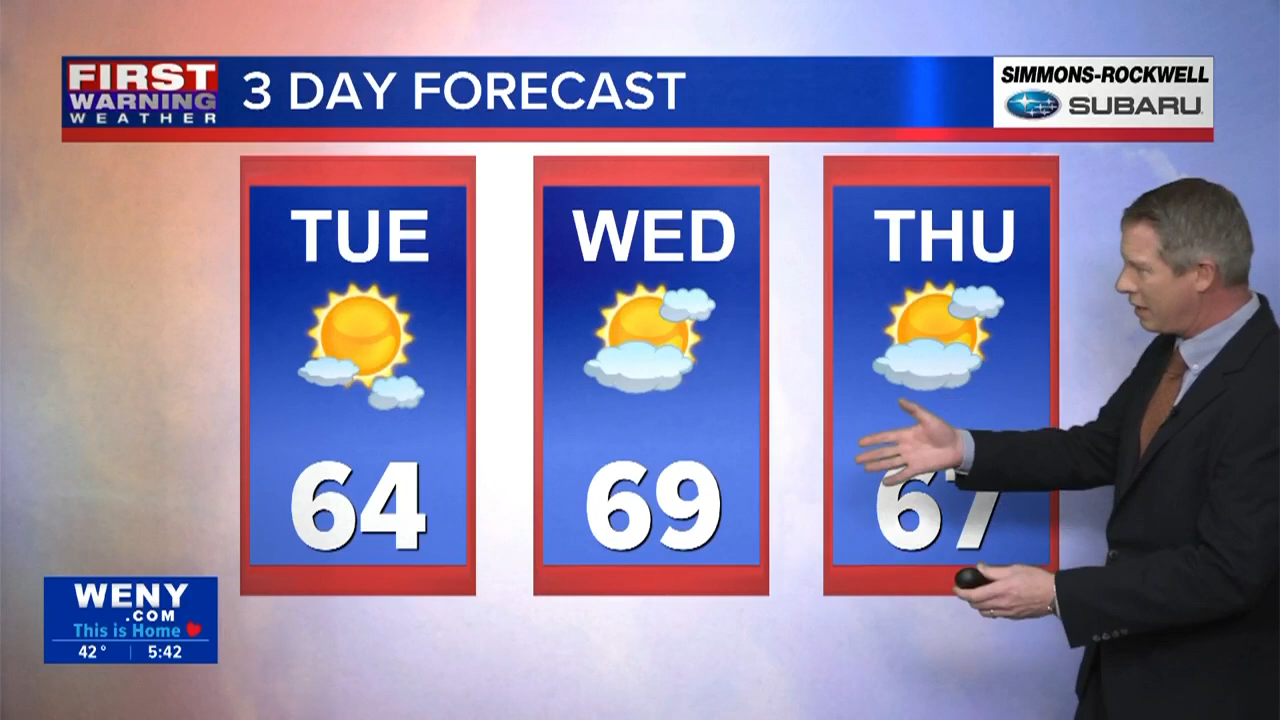 FIRST
WARNING
WEATHER
3 DAY FORECAST
SIMMONS-ROCKWELL
SUBARU
TUE
WED
THU
64
69
67
WENY
.COM
This is Home
42° | 5:42